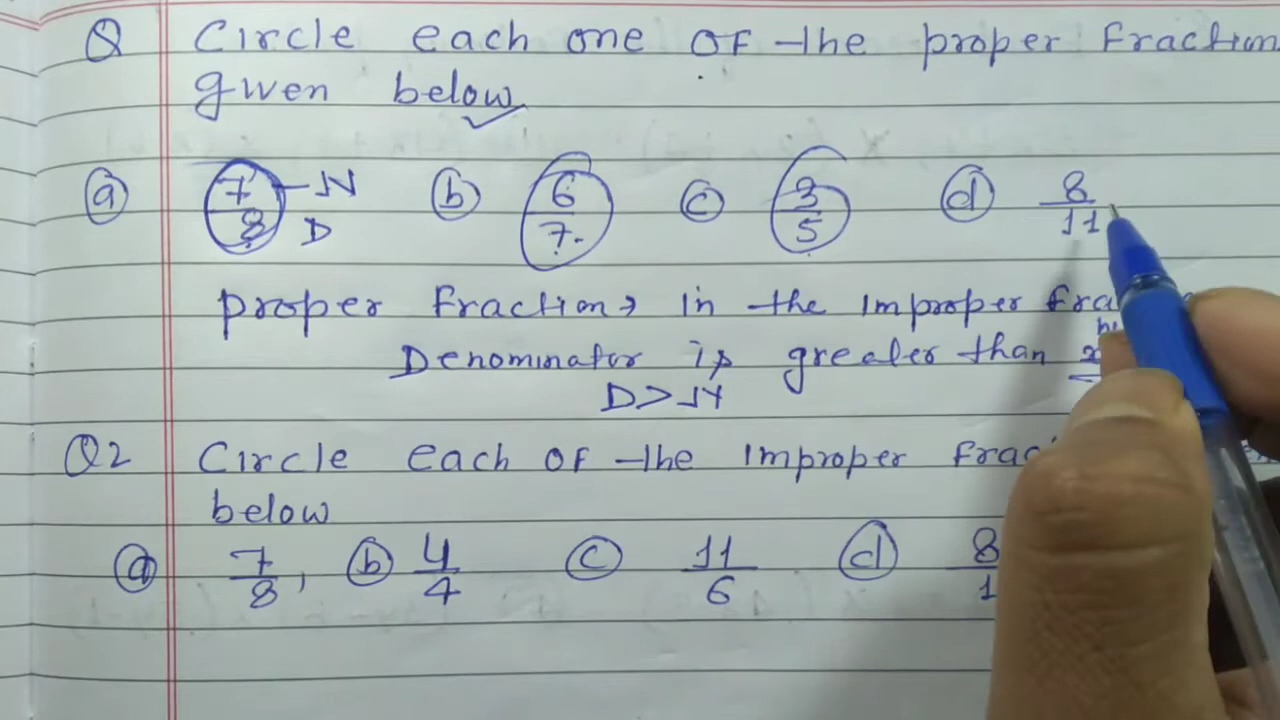 Q Circle each one of the proper fraction
given below
(a) 7/8 N D (b) 6/7 (c) 3/5 (d) 8/11
proper fraction → in the improper
Denominator is greater than
D > N
Q2 Circle each of the improper
below
(a) 7/8, (b) 4/4 (c) 11/6 (d) 8/1